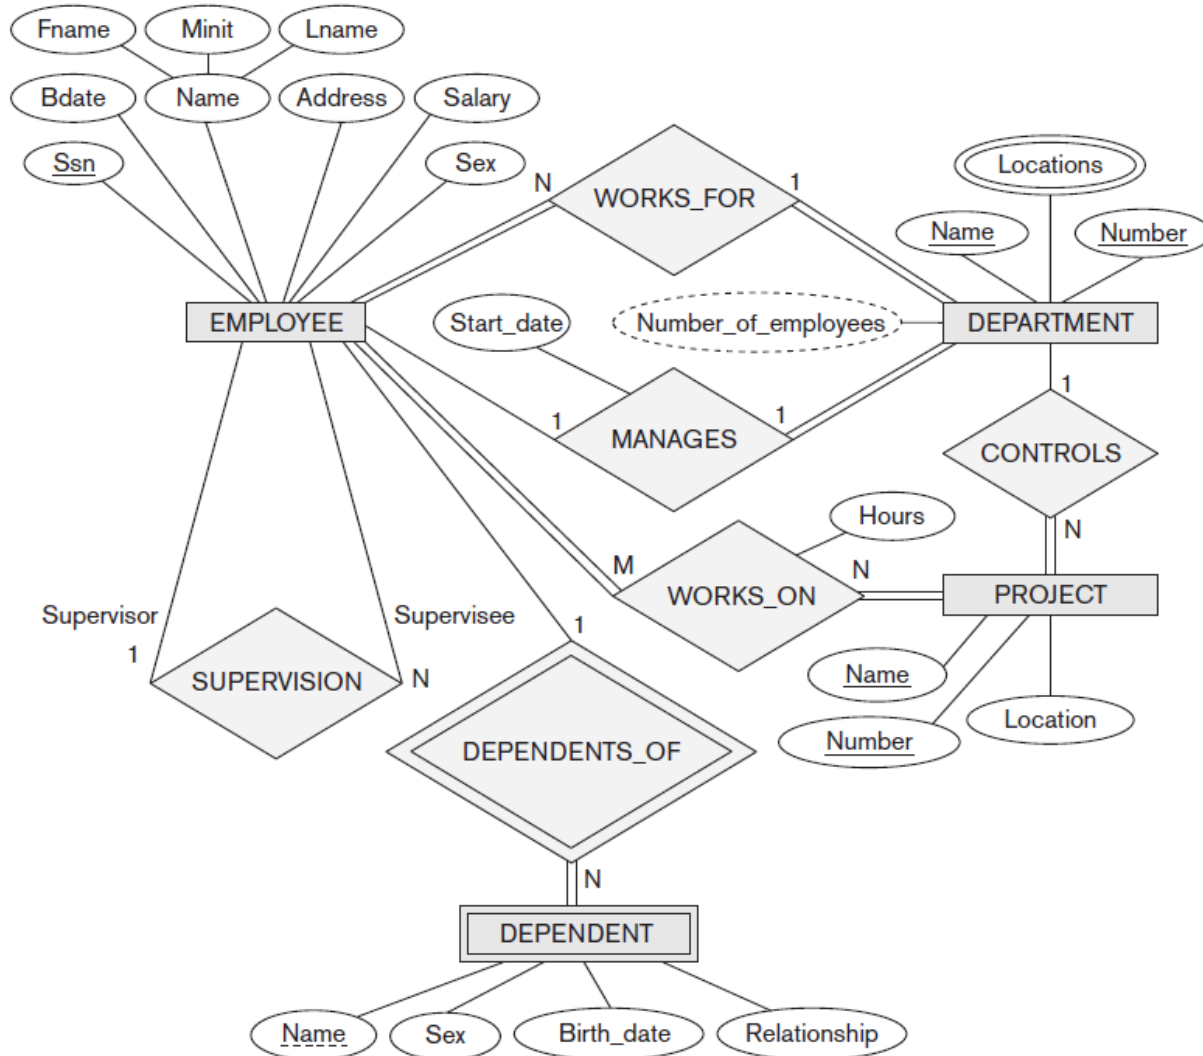 Fname
Minit
Lname
Bdate
Name
Address
Salary
Ssn
Sex
N
WORKS_FOR
1
Locations
Name
Number
EMPLOYEE
Start_date
Number_of_employees
DEPARTMENT
1
MANAGES
1
1
CONTROLS
N
Hours
M
WORKS_ON
N
PROJECT
Supervisor
1
SUPERVISION
Supervisee
N
1
Name
Number
Location
DEPENDENTS_OF
N
DEPENDENT
Name
Sex
Birth_date
Relationship